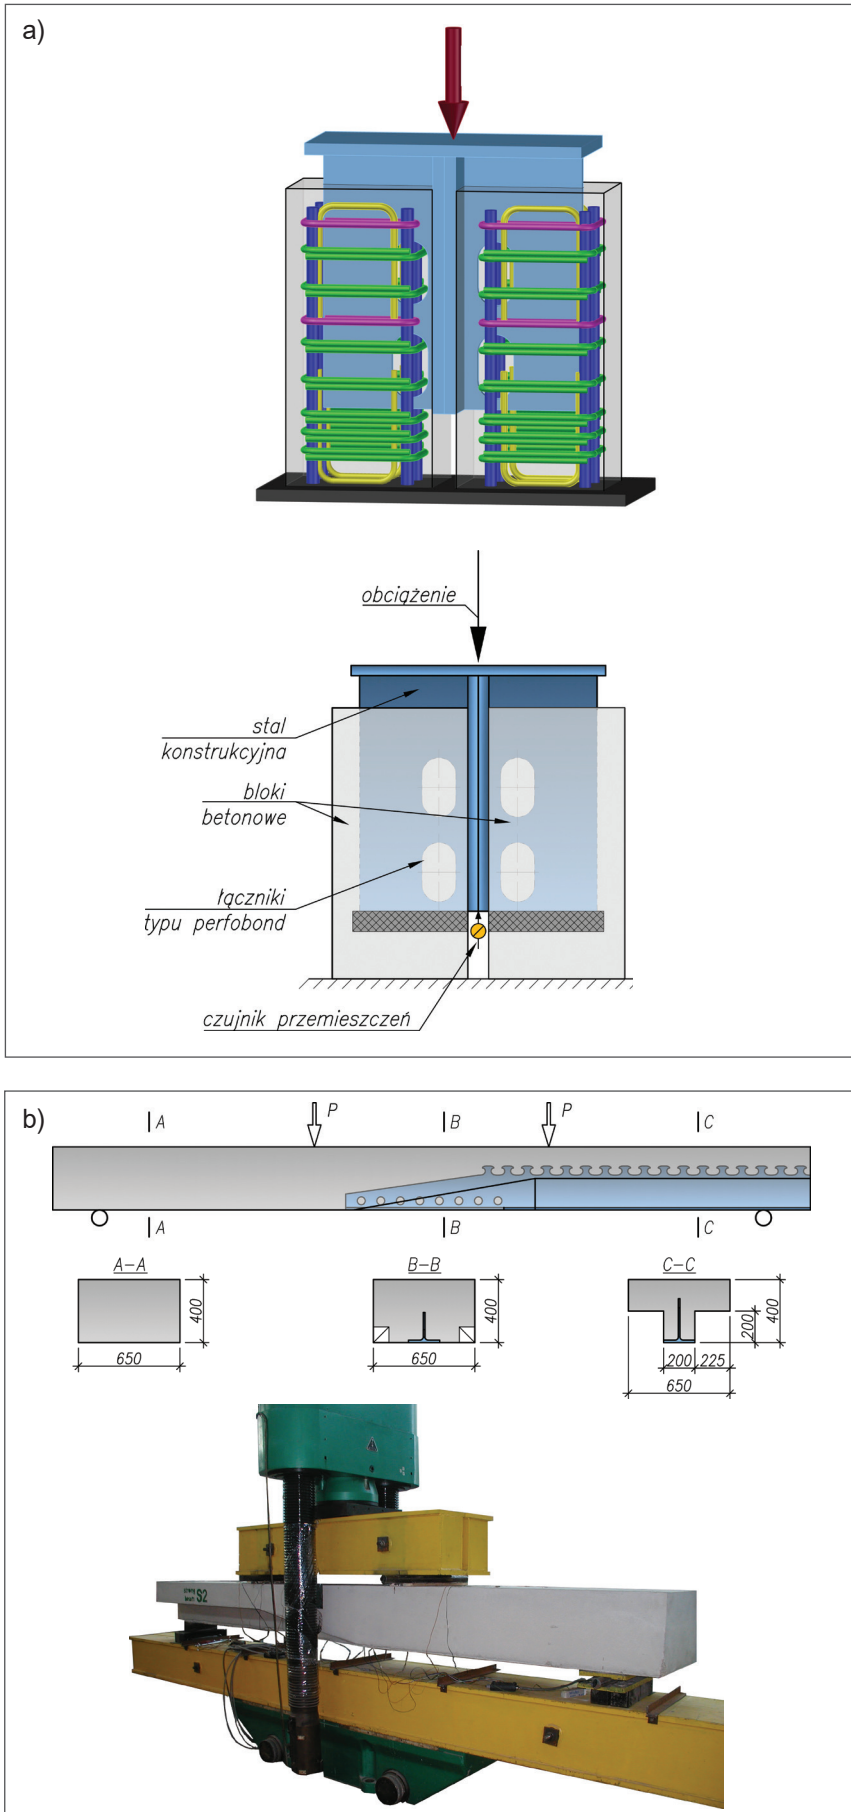 a)
obciążenie
stal
konstrukcyjna
bloki
betonowe
łączniki
typu perfobond
czujnik przemieszczeń
b)
A
P
B
P
C
A
B
C
A-A
B-B
C-C
400
650
400
650
200
400
200
225
650
S2